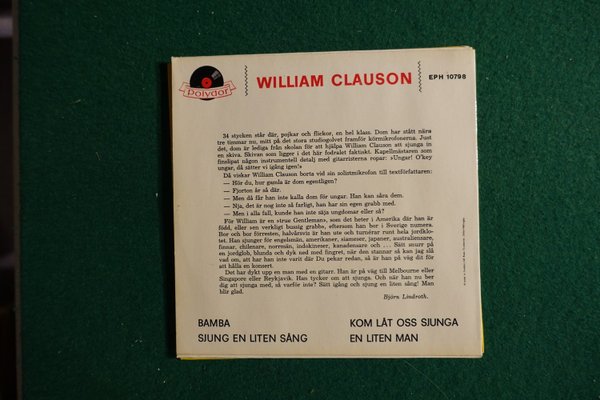 polydor
WILLIAM CLAUSON
EPH 10798
34 stycken står där, pojkar och flickor, en hel klass. Dom har stått nära
tre timmar nu, mitt på det stora studiogolvet framför körmikrofonerna. Just
det, dom är lediga från skolan för att hjälpa William Clauson att sjunga in
en skiva. Skivan som ligger i det här fodralet faktiskt. Kapellmästaren som
finslipat någon instrumentell detalj med gitarristerna ropar: »Ungar! O'key
ungar, då sätter vi igång igen!»
Då viskar William Clauson borta vid sin solistmikrofon till textförfattaren:
— Hör du, hur gamla är dom egentligen?
— Fjorton år så där.
— Men då får han inte kalla dom för ungar. Han kan såra dem.
— Nja, det är nog inte så farligt, han har sin egen grabb med.
— Men i alla fall, kunde han inte säja ungdomar eller så?
För William är en »true Gentleman», som det heter i Amerika där han är
född, eller sen verkligt bussig grabb», eftersom han bor i Sverige numera.
Bor och bor förresten, halvårsvis är han ute och turnérar runt hela jordklo-
tet. Han sjunger för engelsmän, amerikaner, siameser, japaner, australiensare,
finnar, chilenare, norrmän, indokineser, kanadensare och . . . Sätt murr på
en jordglob, blunda och dyk ned med fingret, när den stannar så kan jag slå
vad om, att har han inte varit där Du pekar redan, så är han på väg dit för
att hålla en konsert.
Det har dykt upp en man med en gitarr. Han är på väg till Melbourne eller
Singapore eller Reykjavik. Han tycker om att sjunga. Och när han nu ber
dig att sjunga med, så varför inte? Sätt igång och sjung en liten sång! Man
blir glad.
Björn Lindroth.
BAMBA
SJUNG EN LITEN SÅNG
KOM LÅT OSS SJUNGA
EN LITEN MAN